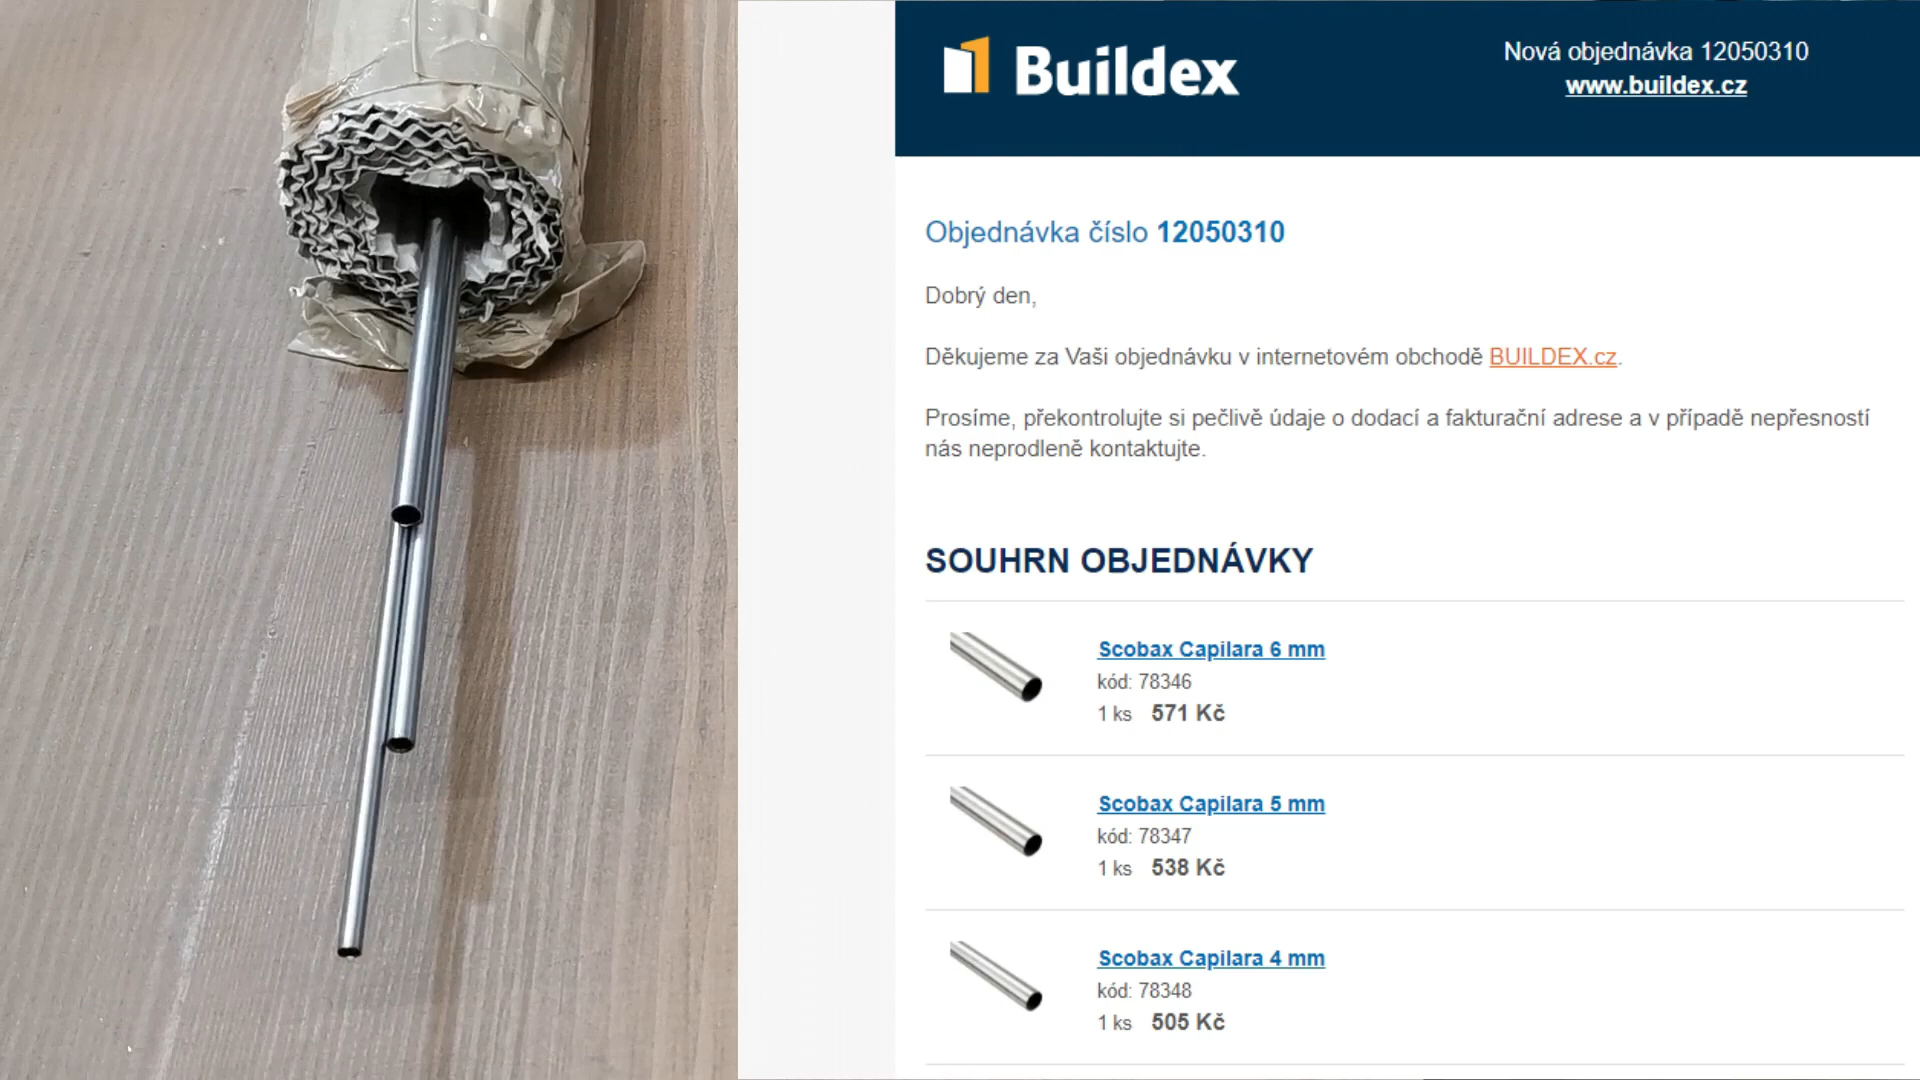 Buildex
Nová objednávka 12050310
www.buildex.cz
Objednávka číslo 12050310
Dobrý den,
Děkujeme za Vaši objednávku v internetovém obchodě BUILDEX.cz.
Prosíme, překontrolujte si pečlivě údaje o dodací a fakturační adrese a v případě nepřesností
nás neprodleně kontaktujte.
SOUHRN OBJEDNÁVKY
Scobax Capilara 6 mm
kód: 78346
1 ks 571 Kč
Scobax Capilara 5 mm
kód: 78347
1 ks 538 Kč
Scobax Capilara 4 mm
kód: 78348
1 ks 505 Kč